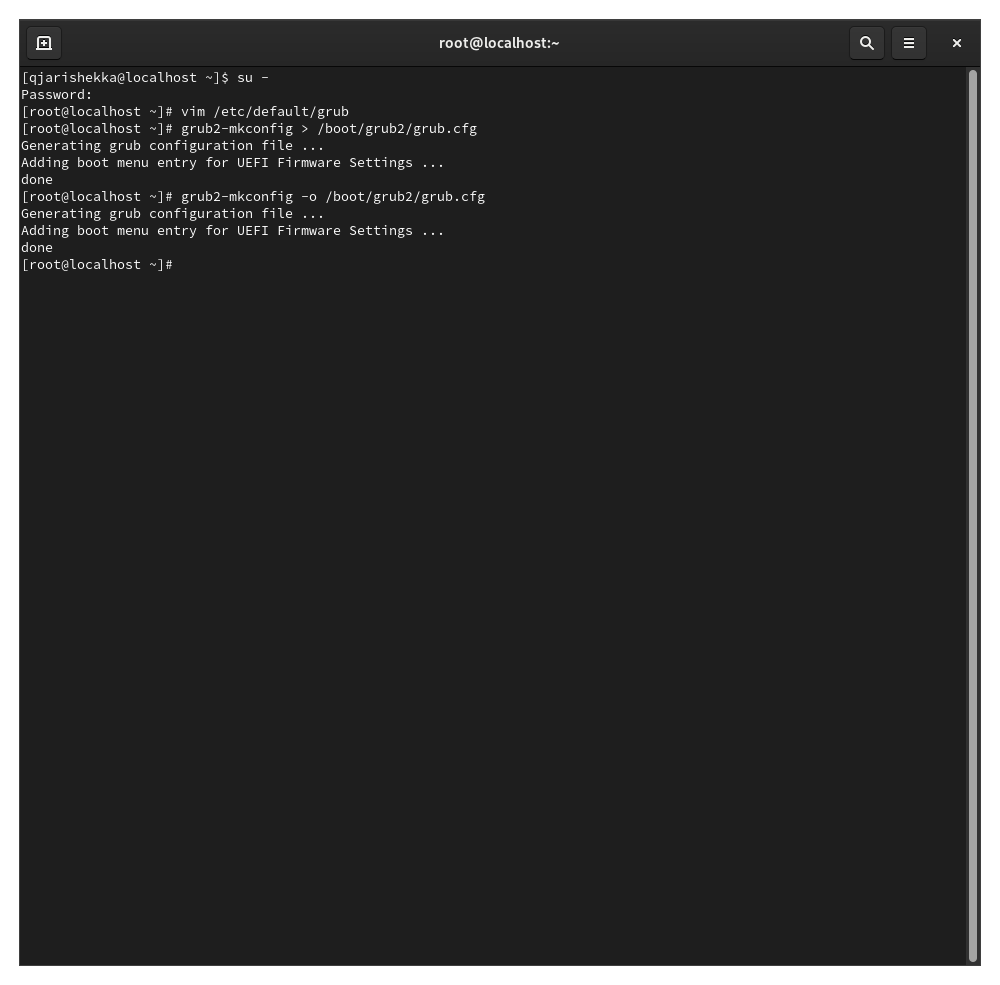 root@localhost:~
[qjarishekka@localhost ~]$ su -
Password:
[root@localhost ~]# vim /etc/default/grub
[root@localhost ~]# grub2-mkconfig > /boot/grub2/grub.cfg
Generating grub configuration file ...
Adding boot menu entry for UEFI Firmware Settings ...
done
[root@localhost ~]# grub2-mkconfig -o /boot/grub2/grub.cfg
Generating grub configuration file ...
Adding boot menu entry for UEFI Firmware Settings ...
done
[root@localhost ~]#